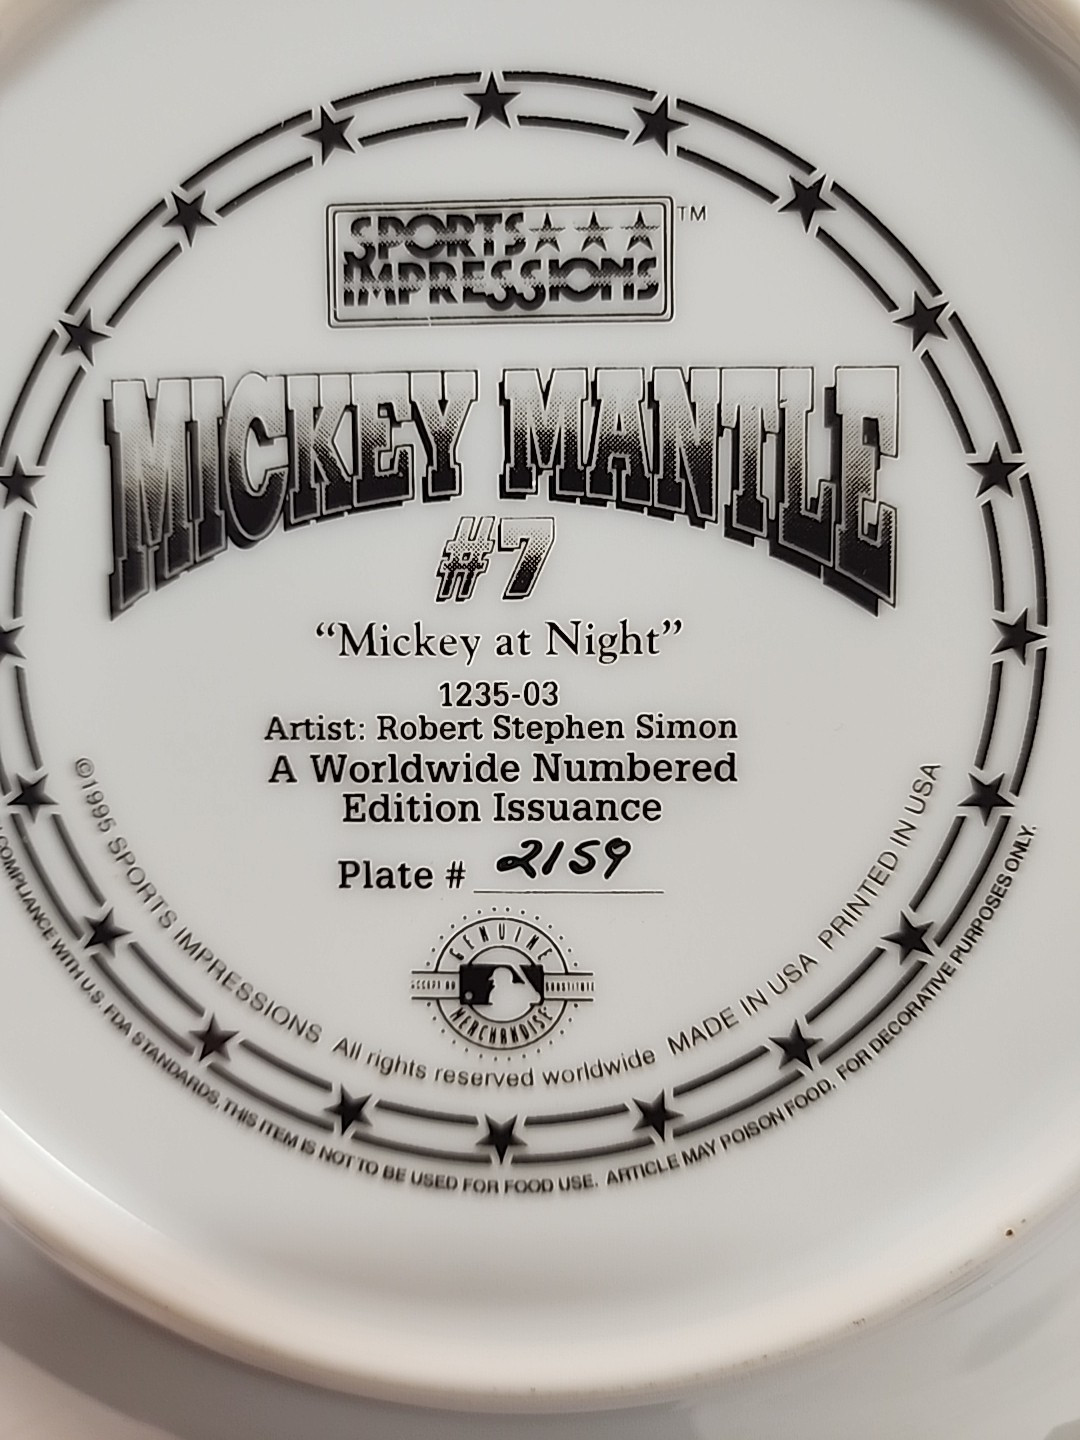 SPORTS
IMPRESSIONS
TM
MICKEY MANTLE
#7
“Mickey at Night”
1235-03
Artist: Robert Stephen Simon
A Worldwide Numbered
Edition Issuance
Plate # 2159
GENUINE
ACCEPT NO SUBSTITUTE
MERCHANDISE
©1995 SPORTS IMPRESSIONS All rights reserved worldwide MADE IN USA PRINTED IN USA
COMPLIANCE WITH U.S. FDA STANDARDS, THIS ITEM IS NOT TO BE USED FOR FOOD USE. ARTICLE MAY POISON FOOD. FOR DECORATIVE PURPOSES ONLY.